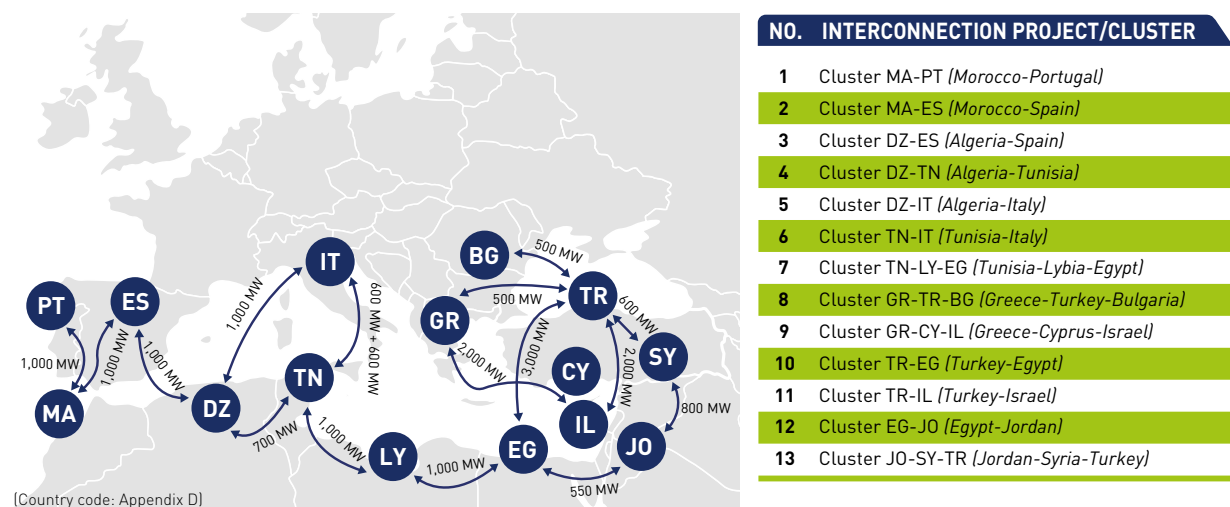 BG
500 MW
IT
TR
500 MW
600 MW
PT
ES
1,000 MW
600 MW + 600 MW
GR
3,000 MW
2,000 MW
SY
1,000 MW
1,000 MW
1,000 MW
2,000 MW
CY
TN
MA
DZ
IL
800 MW
700 MW
1,000 MW
LY
EG
JO
1,000 MW
550 MW
(Country code: Appendix D)
NO. INTERCONNECTION PROJECT/CLUSTER
1 Cluster MA-PT (Morocco-Portugal)
2 Cluster MA-ES (Morocco-Spain)
3 Cluster DZ-ES (Algeria-Spain)
4 Cluster DZ-TN (Algeria-Tunisia)
5 Cluster DZ-IT (Algeria-Italy)
6 Cluster TN-IT (Tunisia-Italy)
7 Cluster TN-LY-EG (Tunisia-Lybia-Egypt)
8 Cluster GR-TR-BG (Greece-Turkey-Bulgaria)
9 Cluster GR-CY-IL (Greece-Cyprus-Israel)
10 Cluster TR-EG (Turkey-Egypt)
11 Cluster TR-IL (Turkey-Israel)
12 Cluster EG-JO (Egypt-Jordan)
13 Cluster JO-SY-TR (Jordan-Syria-Turkey)